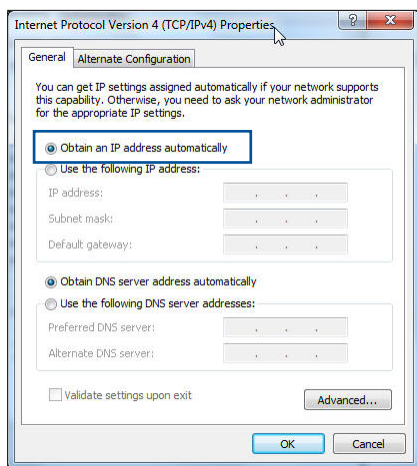 Internet Protocol Version 4 (TCP/IPv4) Properties
General
Alternate Configuration
You can get IP settings assigned automatically if your network supports
this capability. Otherwise, you need to ask your network administrator
for the appropriate IP settings.
Obtain an IP address automatically
Use the following IP address:
IP address:
Subnet mask:
Default gateway:
Obtain DNS server address automatically
Use the following DNS server addresses:
Preferred DNS server:
Alternate DNS server:
Validate settings upon exit
Advanced...
OK
Cancel